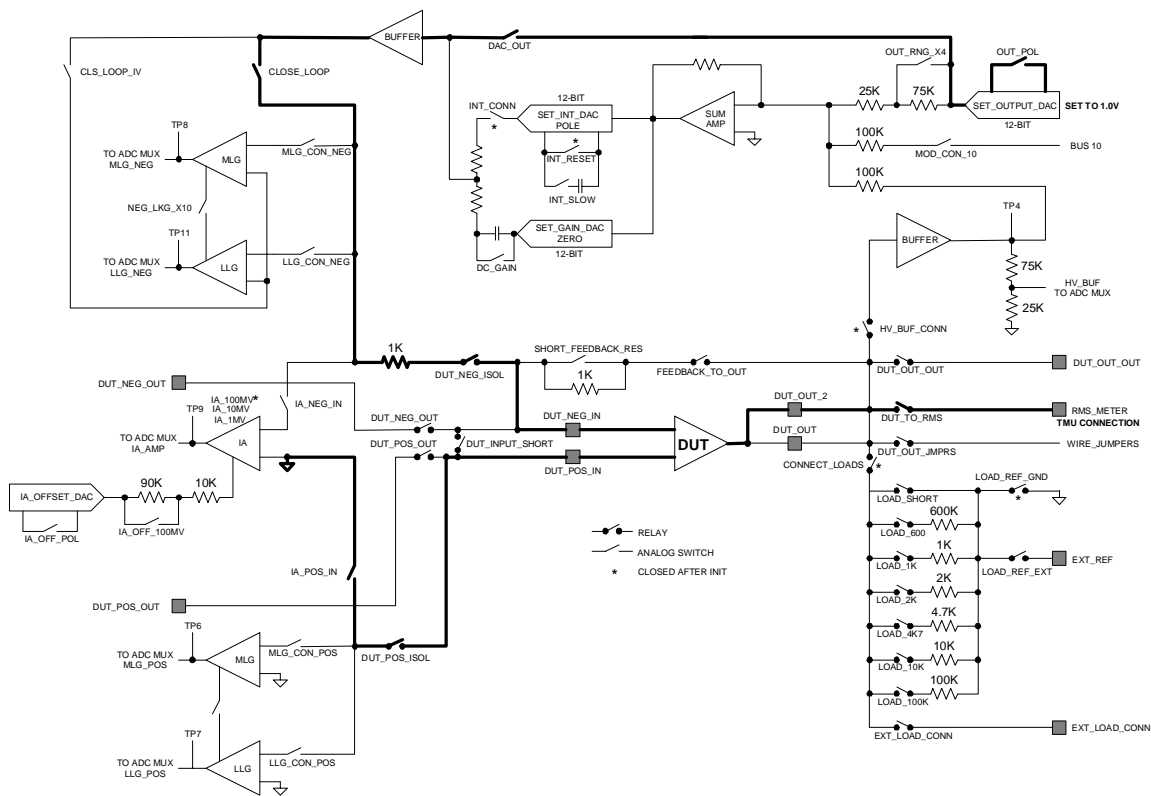 BUFFER
DAC_OUT
OUT_RNG_X4
OUT_POL
CLS_LOOP_IV
CLOSE_LOOP
25K
75K
SET_OUTPUT_DAC
SET TO 1.0V
12-BIT
12-BIT
INT_CONN
*
SET_INT_DAC
POLE
SUM
AMP
*
INT_RESET
INT_SLOW
100K
MOD_CON_10
BUS 10
100K
TP8
TO ADC MUX
MLG_NEG
MLG
MLG_CON_NEG
NEG_LKG_X10
TP11
TO ADC MUX
LLG_NEG
LLG
LLG_CON_NEG
SET_GAIN_DAC
ZERO
12-BIT
DC_GAIN
TP4
BUFFER
75K
HV_BUF
TO ADC MUX
25K
*
HV_BUF_CONN
1K
DUT_NEG_ISOL
SHORT_FEEDBACK_RES
1K
FEEDBACK_TO_OUT
DUT_OUT_OUT
DUT_OUT_OUT
DUT_NEG_OUT
IA_100MV*
IA_10MV
IA_1MV
TP9
IA_NEG_IN
TO ADC MUX
IA_AMP
IA
DUT_NEG_OUT
DUT_POS_OUT
DUT_INPUT_SHORT
DUT_NEG_IN
DUT_POS_IN
DUT
DUT_OUT_2
DUT_OUT
DUT_TO_RMS
RMS_METER
TMU CONNECTION
DUT_OUT_JMPRS
WIRE_JUMPERS
CONNECT_LOADS
*
IA_OFFSET_DAC
90K
10K
IA_OFF_POL
IA_OFF_100MV
LOAD_SHORT
LOAD_REF_GND
*
600K
LOAD_600
1K
LOAD_1K
LOAD_REF_EXT
EXT_REF
2K
LOAD_2K
4.7K
LOAD_4K7
10K
LOAD_10K
100K
LOAD_100K
EXT_LOAD_CONN
EXT_LOAD_CONN
RELAY
ANALOG SWITCH
* CLOSED AFTER INIT
IA_POS_IN
DUT_POS_OUT
TP6
TO ADC MUX
MLG_POS
MLG
MLG_CON_POS
DUT_POS_ISOL
TP7
TO ADC MUX
LLG_POS
LLG
LLG_CON_POS